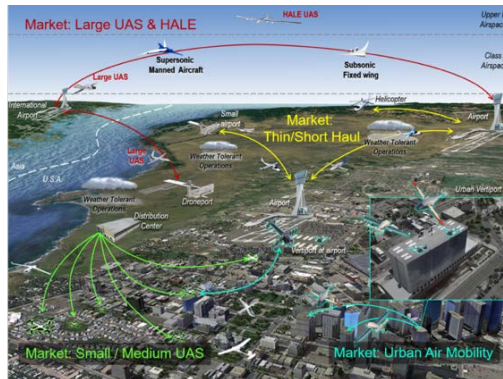 Market: Large UAS & HALE
HALE UAS
Upper
Airspac
Supersonic
Manned Aircraft
Subsonic
Fixed wing
Class
Airspac
Large UAS
International
Airport
Small
airport
Helicopter
Airport
Market:
Thin/Short Haul
Weather Tolerant
Operations
Weather Tolerant
Operations
Large
UAS
Asia
U.S.A
Weather Tolerant
Operations
Droneport
Airport
Urban Vertiport
Distribution
Center
Vertiport at airport
Market: Small / Medium UAS
Market: Urban Air Mobility